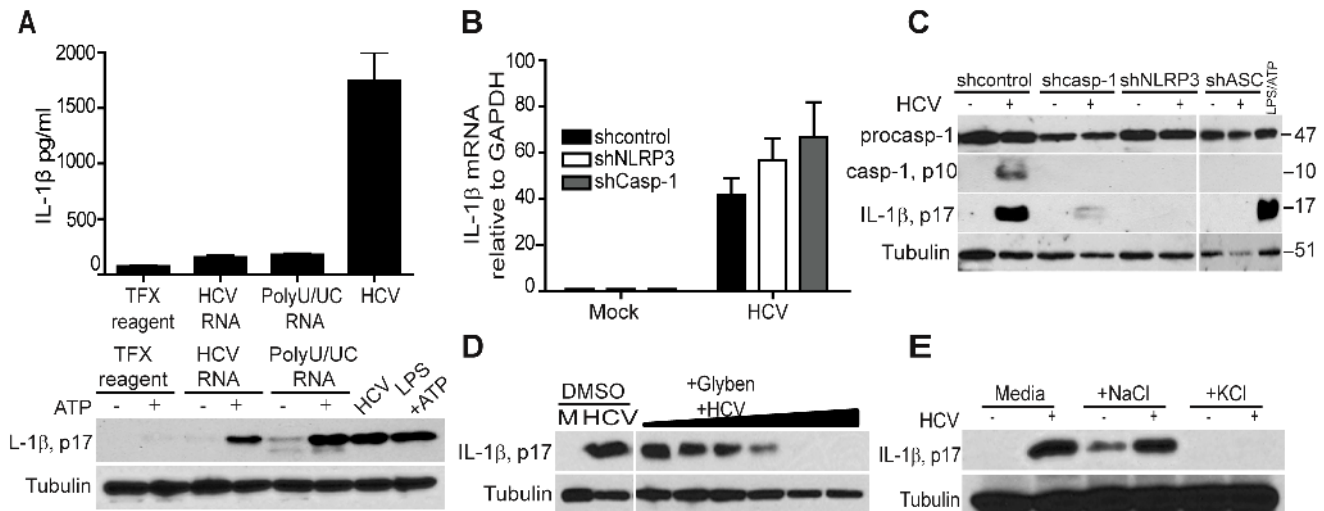 A
2000
1500
1000
500
0
IL-1β pg/ml
TFX reagent
HCV RNA
PolyU/UC RNA
HCV
TFX reagent
HCV RNA
PolyU/UC RNA
HCV
LPS +ATP
ATP - + - + - +
L-1β, p17
Tubulin
B
100
80
60
40
20
0
IL-1β mRNA
relative to GAPDH
shcontrol
shNLRP3
shCasp-1
Mock HCV
C
shcontrol shcasp-1 shNLRP3 shASC LPS/ATP
HCV - + - + - + - +
procasp-1 –47
casp-1, p10 –10
IL-1β, p17 –17
Tubulin –51
D
DMSO
M HCV
+Glyben
+HCV
IL-1β, p17
Tubulin
E
Media +NaCl +KCl
HCV - + - + - +
IL-1β, p17
Tubulin